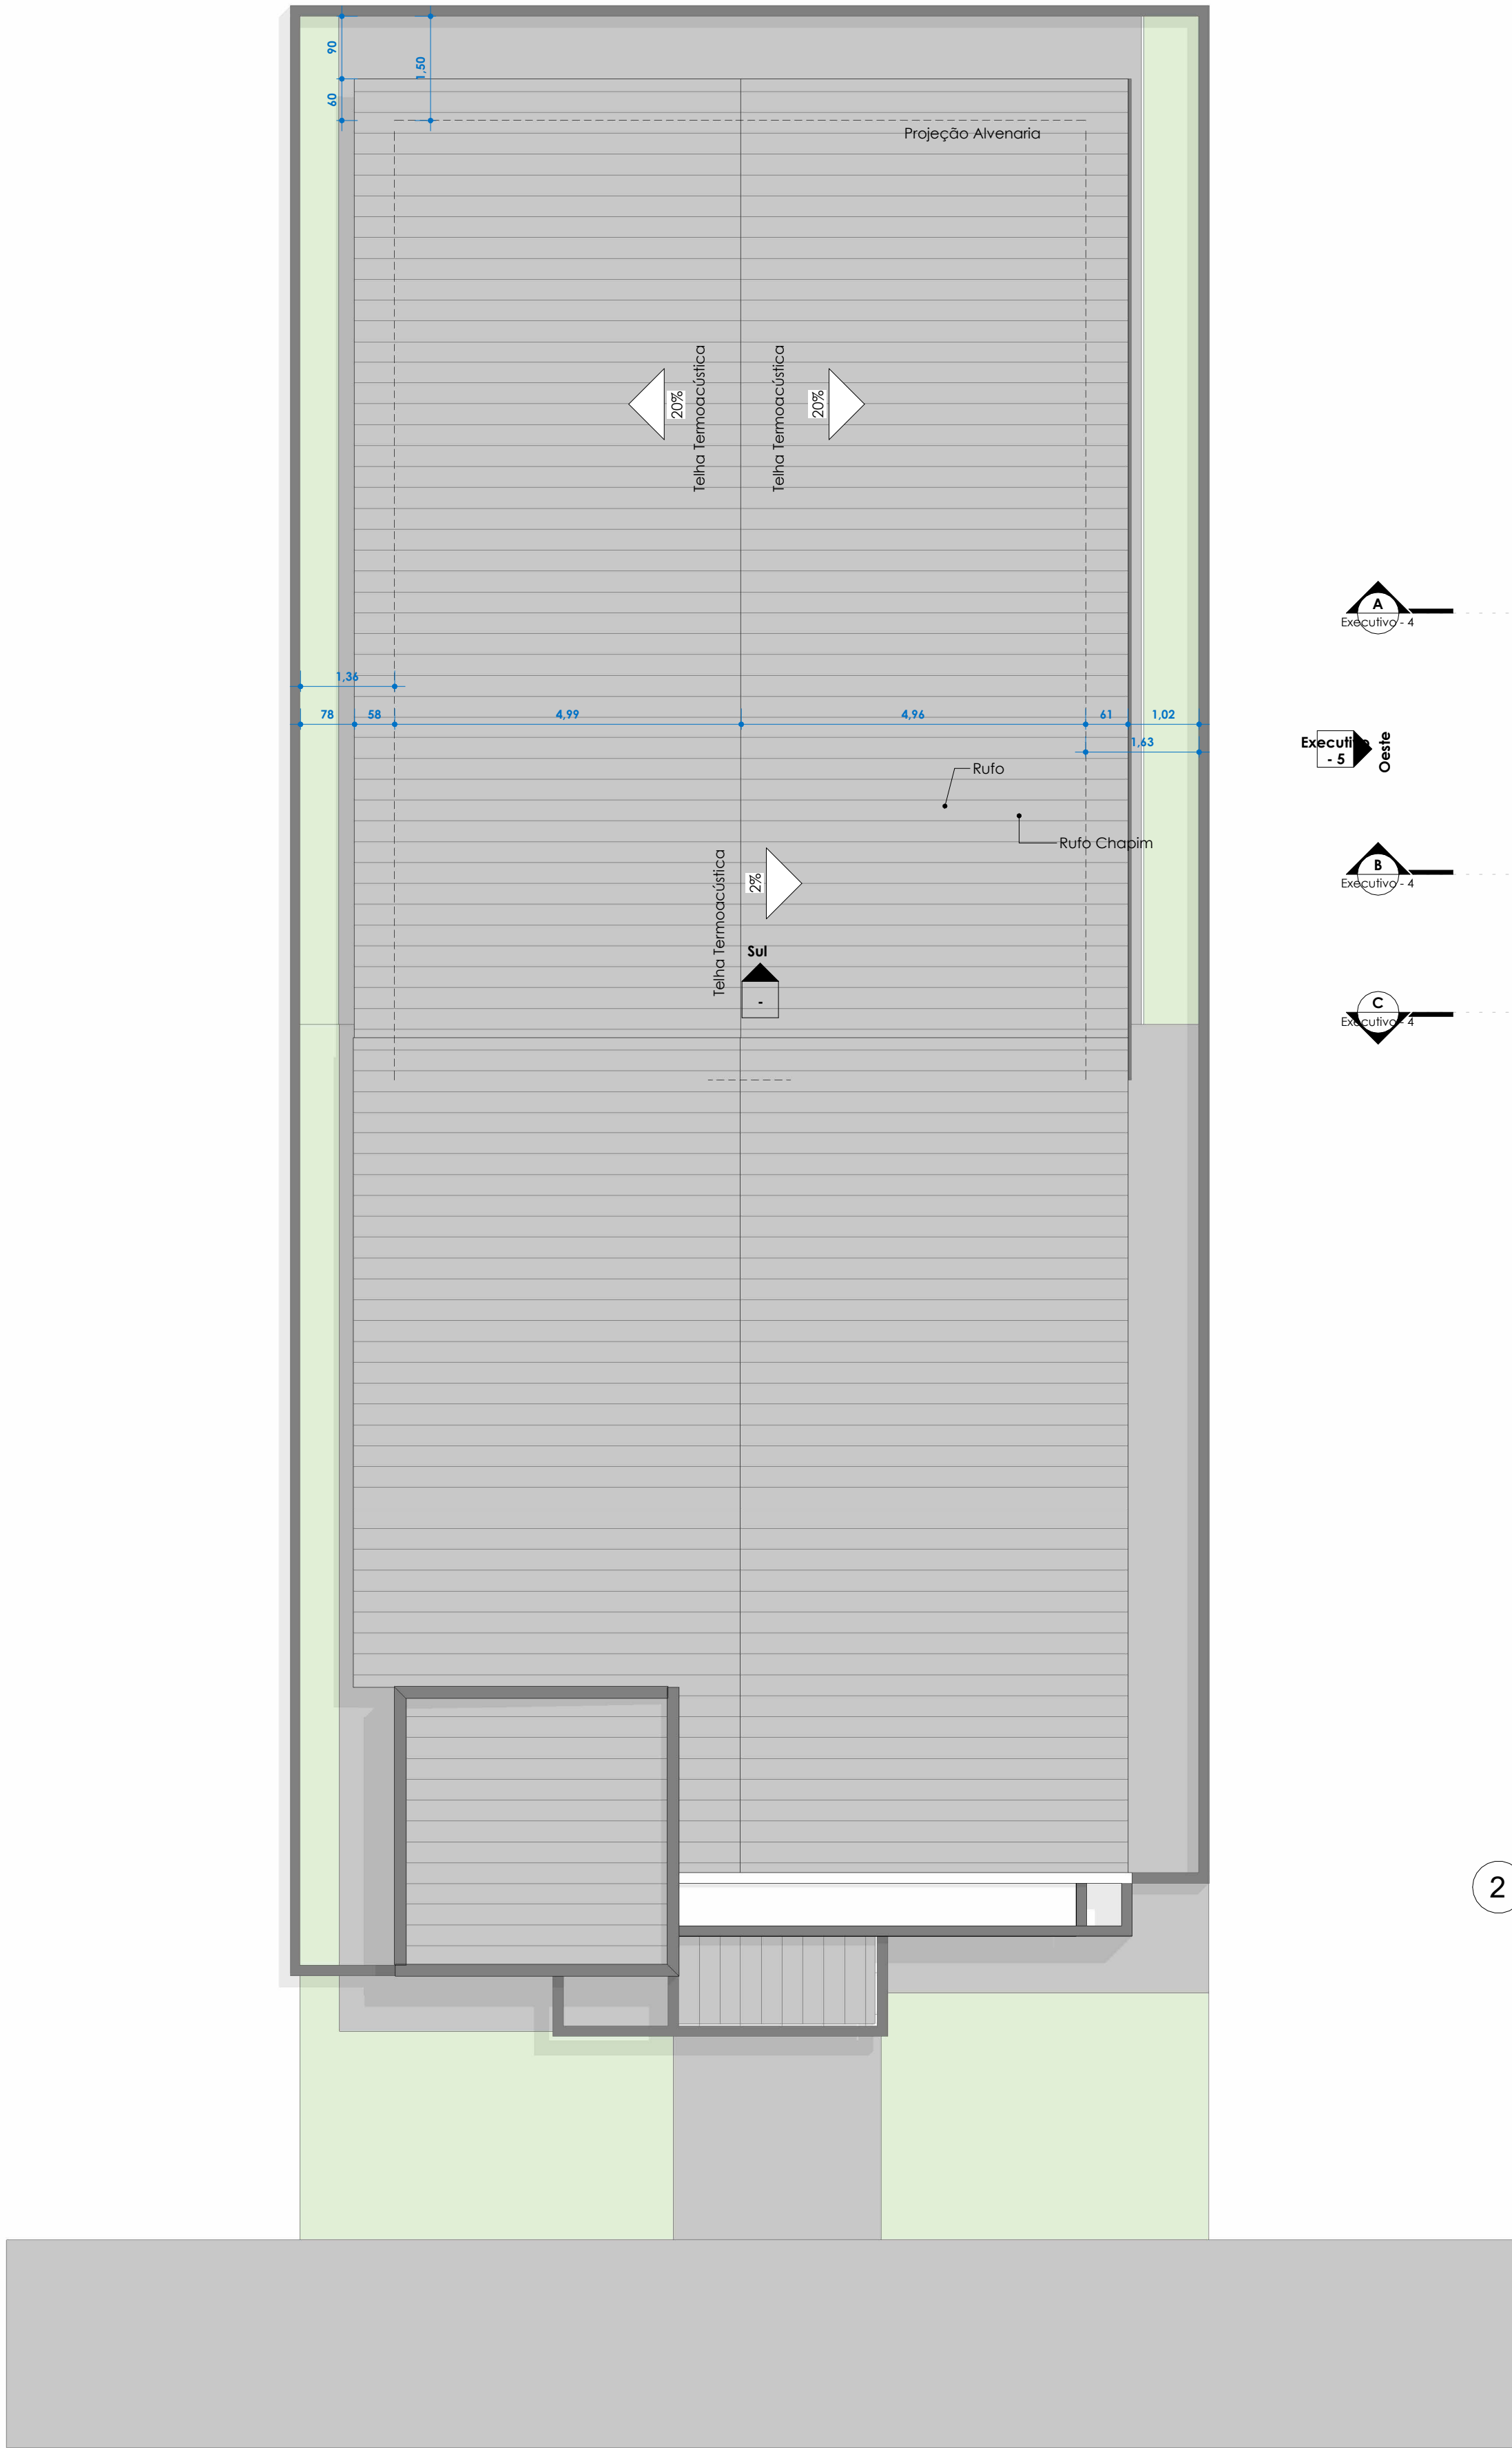 90
1,50
60
Projeção Alvenaria
Telha Termoacústica
Telha Termoacústica
20%
20%
A
Executivo - 4
1,36
78
58
4,99
4,96
61
1,02
1,63
Executivo
- 5
Oeste
Rufo
Rufo Chapim
Telha Termoacústica
2%
B
Executivo - 4
Sul
-
C
Executivo - 4
2